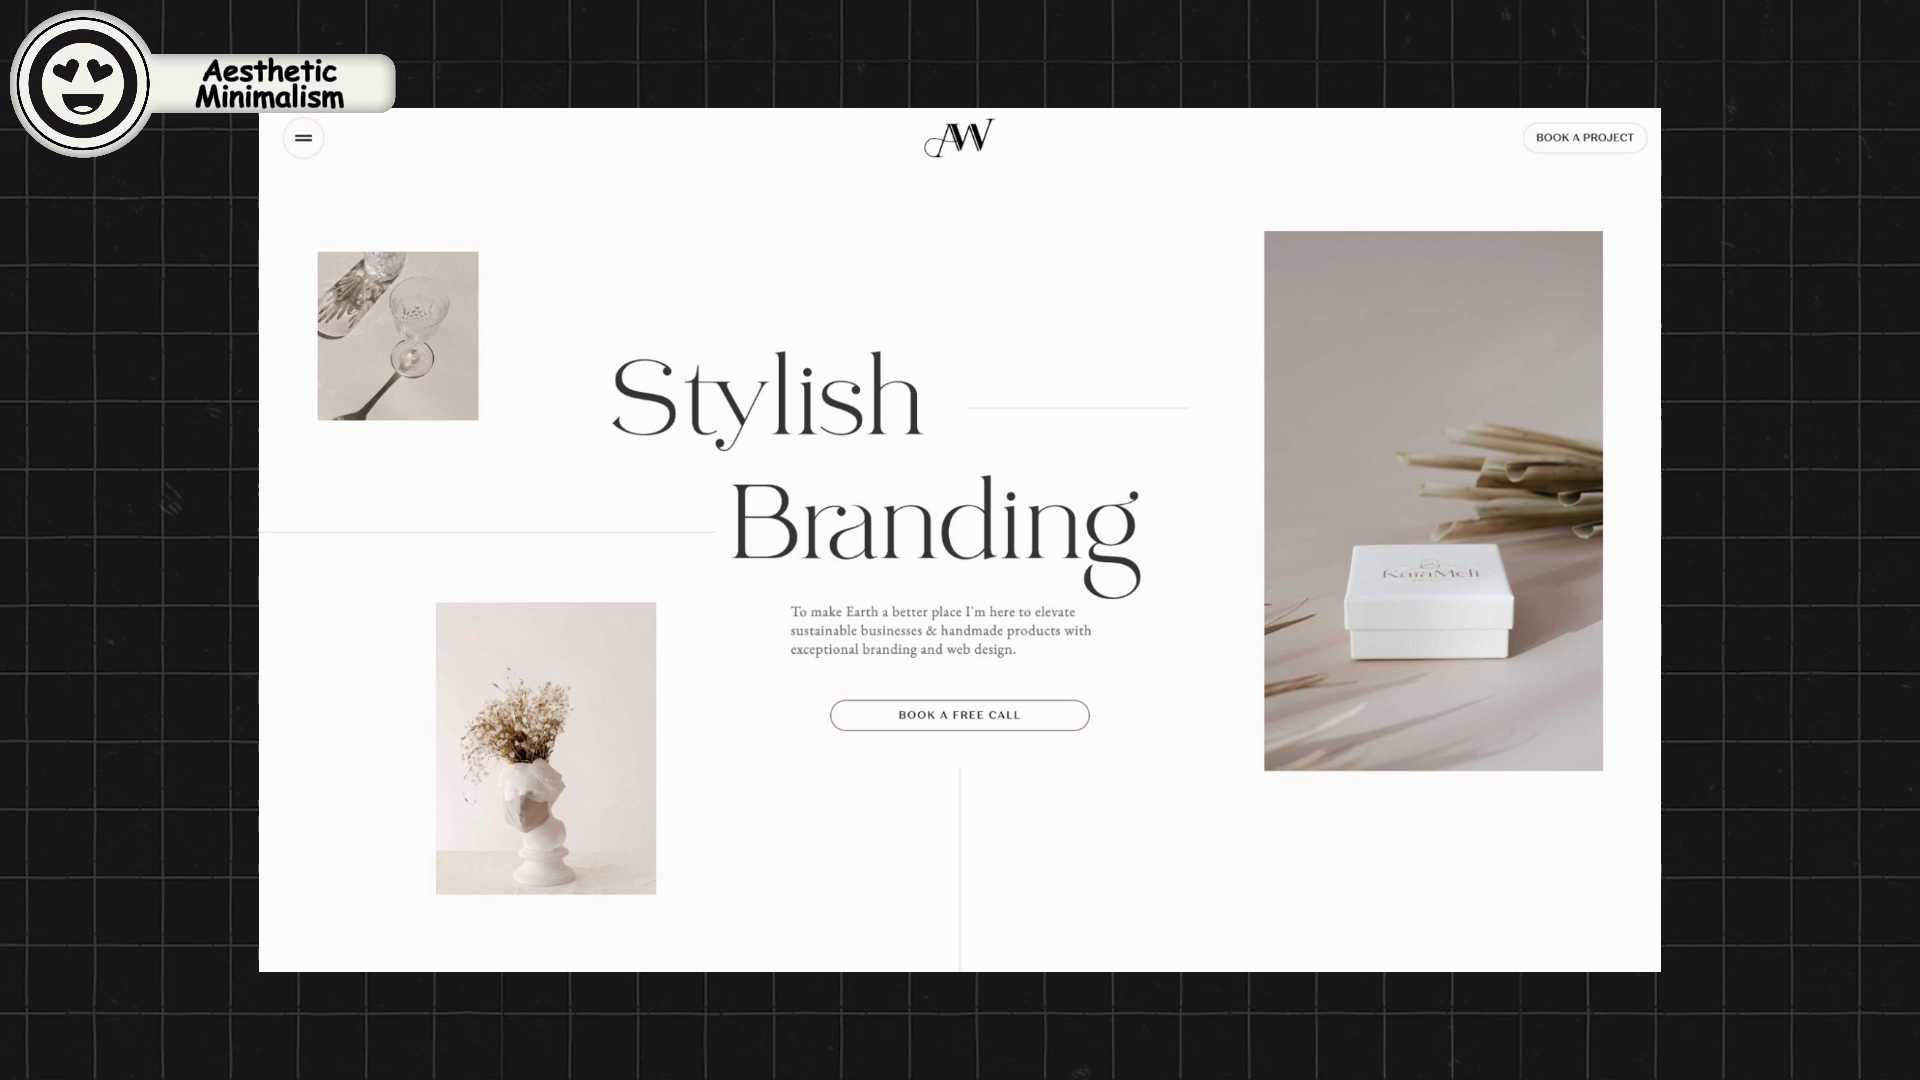 Aesthetic
Minimalism
AW
BOOK A PROJECT
Stylish
Branding
To make Earth a better place I'm here to elevate
sustainable businesses & handmade products with
exceptional branding and web design.
BOOK A FREE CALL
KaraMeli